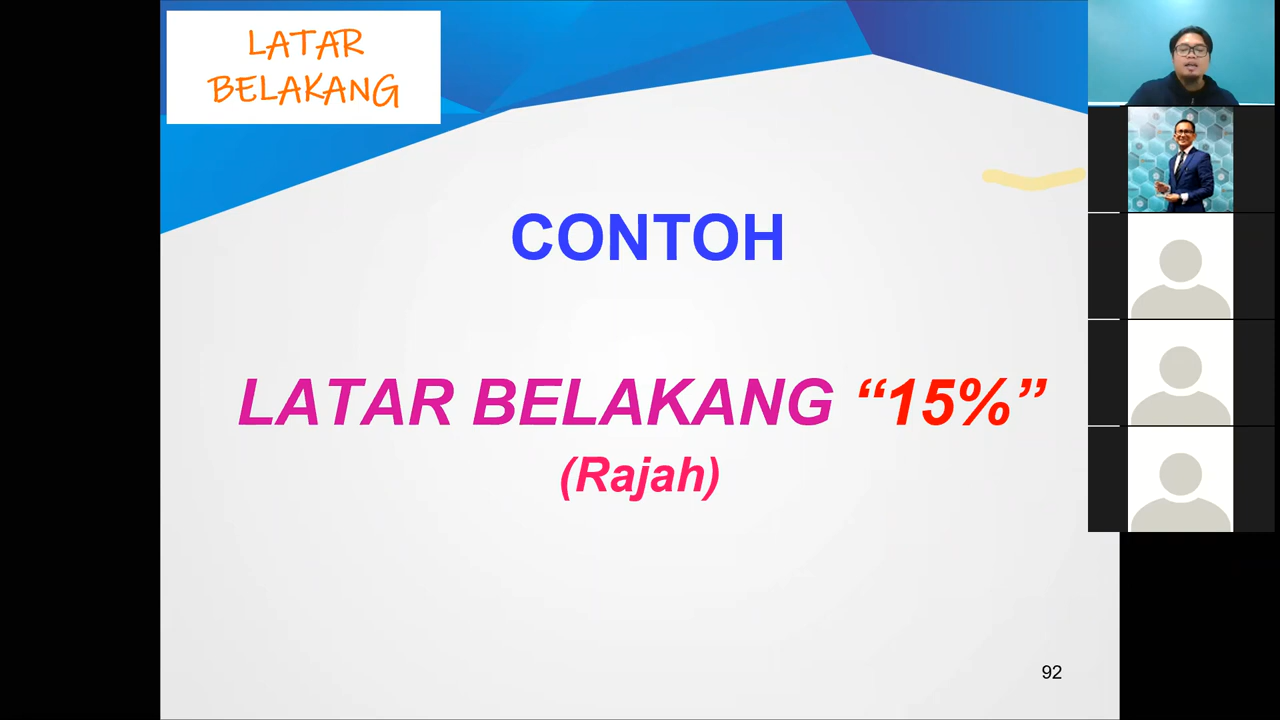 LATAR
BELAKANG
CONTOH
LATAR BELAKANG “15%”
(Rajah)
92